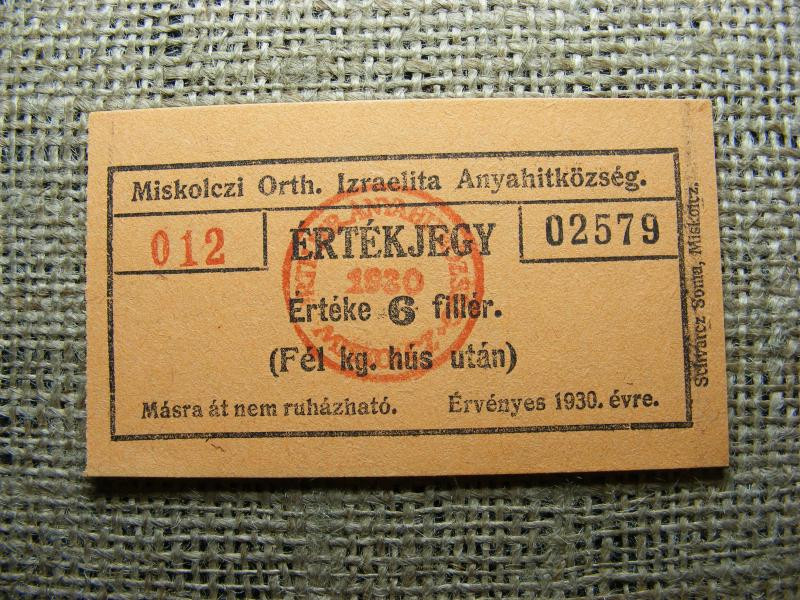 Miskolczi Orth. Izraelita Anyahitközség.
012
ÉRTÉKJEGY
02579
1930
Értéke 6 fillér.
(Fél kg. hús után)
Másra át nem ruházható.
Érvényes 1930. évre.
Schvarcz Soma, Miskolcz.